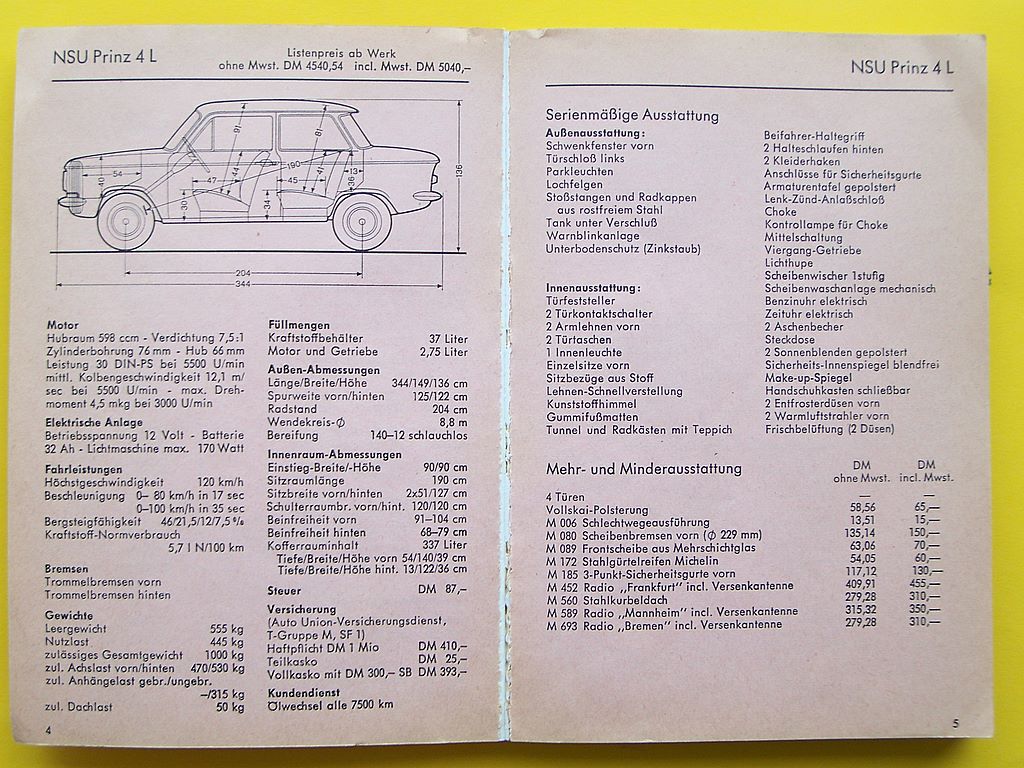 NSU Prinz 4 L
Listenpreis ab Werk
ohne Mwst. DM 4540,54 incl. Mwst. DM 5040,–
91
81
136
54
40
47
44
190
45
41
13
36
30
34
204
344
Motor
Hubraum 598 ccm - Verdichtung 7,5:1
Zylinderbohrung 76 mm - Hub 66 mm
Leistung 30 DIN-PS bei 5500 U/min
mittl. Kolbengeschwindigkeit 12,1 m/
sec bei 5500 U/min - max. Dreh-
moment 4,5 mkg bei 3000 U/min
Elektrische Anlage
Betriebsspannung 12 Volt - Batterie
32 Ah - Lichtmaschine max. 170 Watt
Fahrleistungen
Höchstgeschwindigkeit 120 km/h
Beschleunigung 0– 80 km/h in 17 sec
0–100 km/h in 35 sec
Bergsteigfähigkeit 46/21,5/12/7,5 %
Kraftstoff-Normverbrauch
5,7 l N/100 km
Bremsen
Trommelbremsen vorn
Trommelbremsen hinten
Gewichte
Leergewicht 555 kg
Nutzlast 445 kg
zulässiges Gesamtgewicht 1000 kg
zul. Achslast vorn/hinten 470/530 kg
zul. Anhängelast gebr./ungebr.
–/315 kg
zul. Dachlast 50 kg
4
Füllmengen
Kraftstoffbehälter 37 Liter
Motor und Getriebe 2,75 Liter
Außen-Abmessungen
Länge/Breite/Höhe 344/149/136 cm
Spurweite vorn/hinten 125/122 cm
Radstand 204 cm
Wendekreis-Ø 8,8 m
Bereifung 140–12 schlauchlos
Innenraum-Abmessungen
Einstieg-Breite/-Höhe 90/90 cm
Sitzraumlänge 190 cm
Sitzbreite vorn/hinten 2x51/127 cm
Schulterraumbr. vorn/hint. 120/120 cm
Beinfreiheit vorn 91–104 cm
Beinfreiheit hinten 68–79 cm
Kofferrauminhalt 337 Liter
Tiefe/Breite/Höhe vorn 54/140/39 cm
Tiefe/Breite/Höhe hint. 13/122/36 cm
Steuer DM 87,–
Versicherung
(Auto Union-Versicherungsdienst,
T-Gruppe M, SF 1)
Haftpflicht DM 1 Mio DM 410,–
Teilkasko DM 25,–
Vollkasko mit DM 300,– SB DM 393,–
Kundendienst
Ölwechsel alle 7500 km
NSU Prinz 4 L
Serienmäßige Ausstattung
Außenausstattung:
Schwenkfenster vorn
Türschloß links
Parkleuchten
Lochfelgen
Stoßstangen und Radkappen
aus rostfreiem Stahl
Tank unter Verschluß
Warnblinkanlage
Unterbodenschutz (Zinkstaub)
Innenausstattung:
Türfeststeller
2 Türkontaktschalter
2 Armlehnen vorn
2 Türtaschen
1 Innenleuchte
Einzelsitze vorn
Sitzbezüge aus Stoff
Lehnen-Schnellverstellung
Kunststoffhimmel
Gummifußmatten
Tunnel und Radkästen mit Teppich
Beifahrer-Haltegriff
2 Halteschlaufen hinten
2 Kleiderhaken
Anschlüsse für Sicherheitsgurte
Armaturentafel gepolstert
Lenk-Zünd-Anlaßschloß
Choke
Kontrollampe für Choke
Mittelschaltung
Viergang-Getriebe
Lichthupe
Scheibenwischer 1stufig
Scheibenwaschanlage mechanisch
Benzinuhr elektrisch
Zeituhr elektrisch
2 Aschenbecher
Steckdose
2 Sonnenblenden gepolstert
Sicherheits-Innenspiegel blendfrei
Make-up-Spiegel
Handschuhkasten schließbar
2 Entfrosterdüsen vorn
2 Warmluftstrahler vorn
Frischbelüftung (2 Düsen)
Mehr- und Minderausstattung
DM DM
ohne Mwst. incl. Mwst.
4 Türen — —
Vollskai-Polsterung 58,56 65,—
M 006 Schlechtwegeausführung 13,51 15,—
M 080 Scheibenbremsen vorn (Ø 229 mm) 135,14 150,—
M 089 Frontscheibe aus Mehrschichtglas 63,06 70,—
M 172 Stahlgürtelreifen Michelin 54,05 60,—
M 185 3-Punkt-Sicherheitsgurte vorn 117,12 130,—
M 452 Radio „Frankfurt" incl. Versenkantenne 409,91 455,—
M 560 Stahlkurbeldach 279,28 310,—
M 589 Radio „Mannheim" incl. Versenkantenne 315,32 350,—
M 693 Radio „Bremen" incl. Versenkantenne 279,28 310,—
5